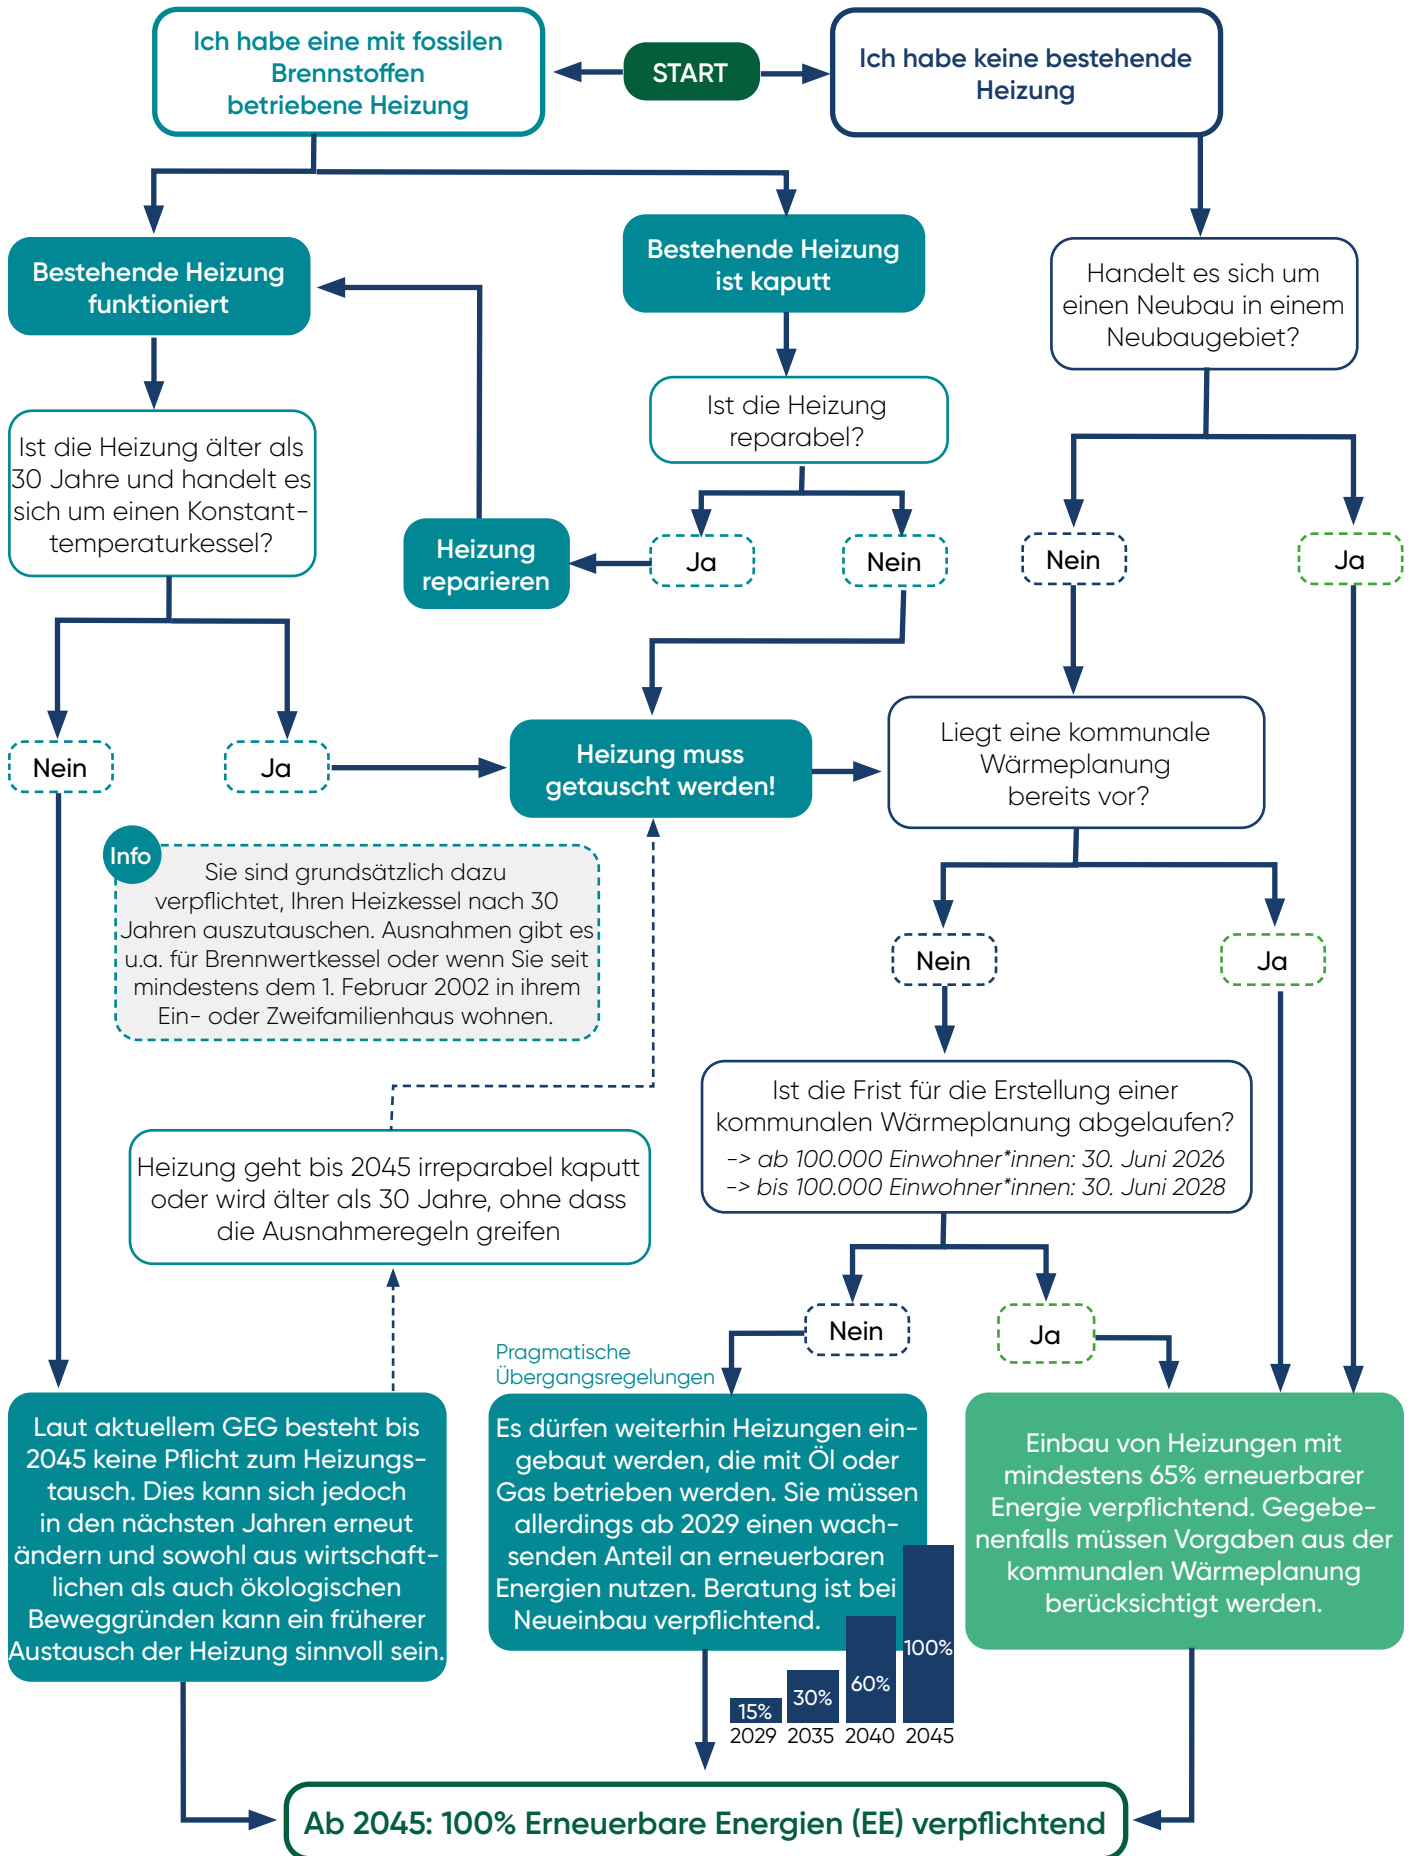 Ich habe eine mit fossilen
Brennstoffen
betriebene Heizung
START
Ich habe keine bestehende
Heizung
Bestehende Heizung
funktioniert
Bestehende Heizung
ist kaputt
Handelt es sich um
einen Neubau in einem
Neubaugebiet?
Ist die Heizung älter als
30 Jahre und handelt es
sich um einen Konstant-
temperaturkessel?
Ist die Heizung
reparabel?
Heizung
reparieren
Ja
Nein
Nein
Ja
Nein
Ja
Heizung muss
getauscht werden!
Liegt eine kommunale
Wärmeplanung
bereits vor?
Info
Sie sind grundsätzlich dazu
verpflichtet, Ihren Heizkessel nach 30
Jahren auszutauschen. Ausnahmen gibt es
u.a. für Brennwertkessel oder wenn Sie seit
mindestens dem 1. Februar 2002 in ihrem
Ein- oder Zweifamilienhaus wohnen.
Nein
Ja
Ist die Frist für die Erstellung einer
kommunalen Wärmeplanung abgelaufen?
-> ab 100.000 Einwohner*innen: 30. Juni 2026
-> bis 100.000 Einwohner*innen: 30. Juni 2028
Heizung geht bis 2045 irreparabel kaputt
oder wird älter als 30 Jahre, ohne dass
die Ausnahmeregeln greifen
Nein
Ja
Pragmatische
Übergangsregelungen
Laut aktuellem GEG besteht bis
2045 keine Pflicht zum Heizungs-
tausch. Dies kann sich jedoch
in den nächsten Jahren erneut
ändern und sowohl aus wirtschaft-
lichen als auch ökologischen
Beweggründen kann ein früherer
Austausch der Heizung sinnvoll sein.
Es dürfen weiterhin Heizungen ein-
gebaut werden, die mit Öl oder
Gas betrieben werden. Sie müssen
allerdings ab 2029 einen wach-
senden Anteil an erneuerbaren
Energien nutzen. Beratung ist bei
Neueinbau verpflichtend.
15%
30%
60%
100%
2029
2035
2040
2045
Einbau von Heizungen mit
mindestens 65% erneuerbarer
Energie verpflichtend. Gegebe-
nenfalls müssen Vorgaben aus der
kommunalen Wärmeplanung
berücksichtigt werden.
Ab 2045: 100% Erneuerbare Energien (EE) verpflichtend